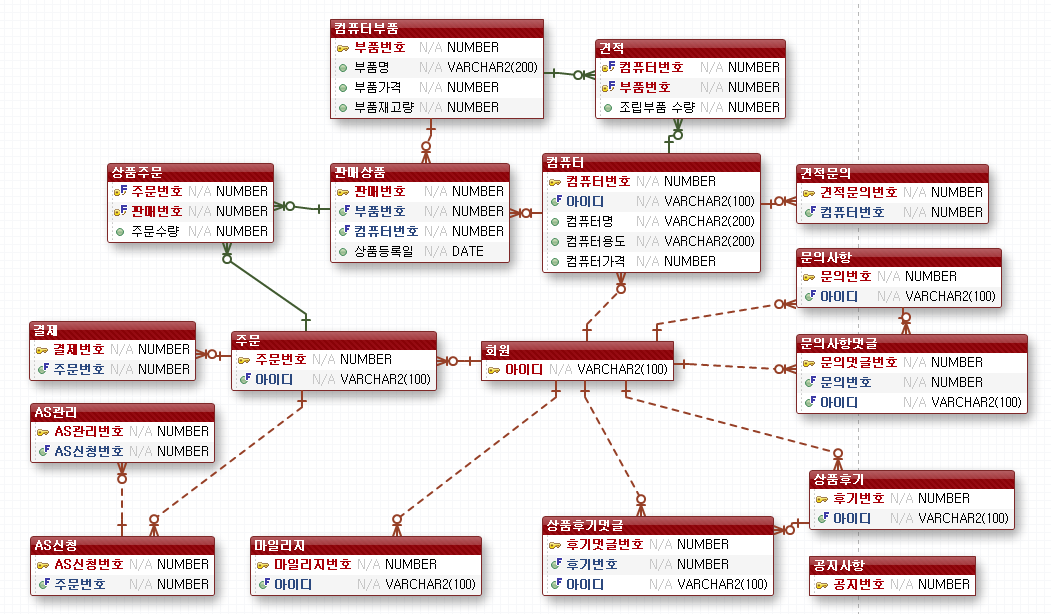 컴퓨터부품
부품번호 N/A NUMBER
부품명 N/A VARCHAR2(200)
부품가격 N/A NUMBER
부품재고량 N/A NUMBER
견적
컴퓨터번호 N/A NUMBER
부품번호 N/A NUMBER
조립부품 수량 N/A NUMBER
상품주문
주문번호 N/A NUMBER
판매번호 N/A NUMBER
주문수량 N/A NUMBER
판매상품
판매번호 N/A NUMBER
부품번호 N/A NUMBER
컴퓨터번호 N/A NUMBER
상품등록일 N/A DATE
컴퓨터
컴퓨터번호 N/A NUMBER
아이디 N/A VARCHAR2(100)
컴퓨터명 N/A VARCHAR2(200)
컴퓨터용도 N/A VARCHAR2(200)
컴퓨터가격 N/A NUMBER
견적문의
견적문의번호 N/A NUMBER
컴퓨터번호 N/A NUMBER
문의사항
문의번호 N/A NUMBER
아이디 N/A VARCHAR2(100)
결제
결제번호 N/A NUMBER
주문번호 N/A NUMBER
주문
주문번호 N/A NUMBER
아이디 N/A VARCHAR2(100)
회원
아이디 N/A VARCHAR2(100)
문의사항댓글
문의댓글번호 N/A NUMBER
문의번호 N/A NUMBER
아이디 N/A VARCHAR2(100)
AS관리
AS관리번호 N/A NUMBER
AS신청번호 N/A NUMBER
상품후기
후기번호 N/A NUMBER
아이디 N/A VARCHAR2(100)
AS신청
AS신청번호 N/A NUMBER
주문번호 N/A NUMBER
마일리지
마일리지번호 N/A NUMBER
아이디 N/A VARCHAR2(100)
상품후기댓글
후기댓글번호 N/A NUMBER
후기번호 N/A NUMBER
아이디 N/A VARCHAR2(100)
공지사항
공지번호 N/A NUMBER